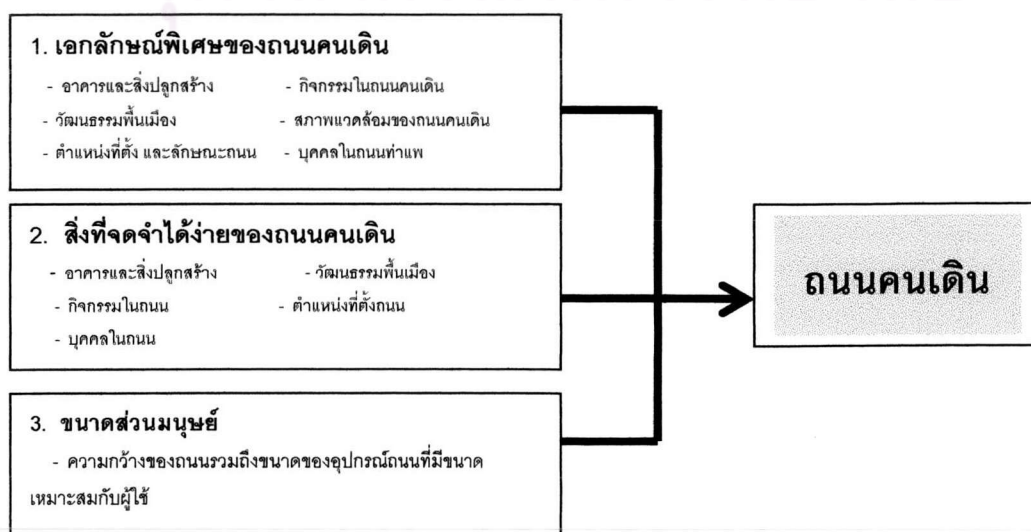 1. เอกลักษณ์พิเศษของถนนคนเดิน
- อาคารและสิ่งปลูกสร้าง - กิจกรรมในถนนคนเดิน
- วัฒนธรรมพื้นเมือง - สภาพแวดล้อมของถนนคนเดิน
- ตำแหน่งที่ตั้ง และลักษณะถนน - บุคคลในถนนท่าแพ
2. สิ่งที่จดจำได้ง่ายของถนนคนเดิน
- อาคารและสิ่งปลูกสร้าง - วัฒนธรรมพื้นเมือง
- กิจกรรมในถนน - ตำแหน่งที่ตั้งถนน
- บุคคลในถนน
3. ขนาดส่วนมนุษย์
- ความกว้างของถนนรวมถึงขนาดของอุปกรณ์ถนนที่มีขนาด
เหมาะสมกับผู้ใช้
ถนนคนเดิน